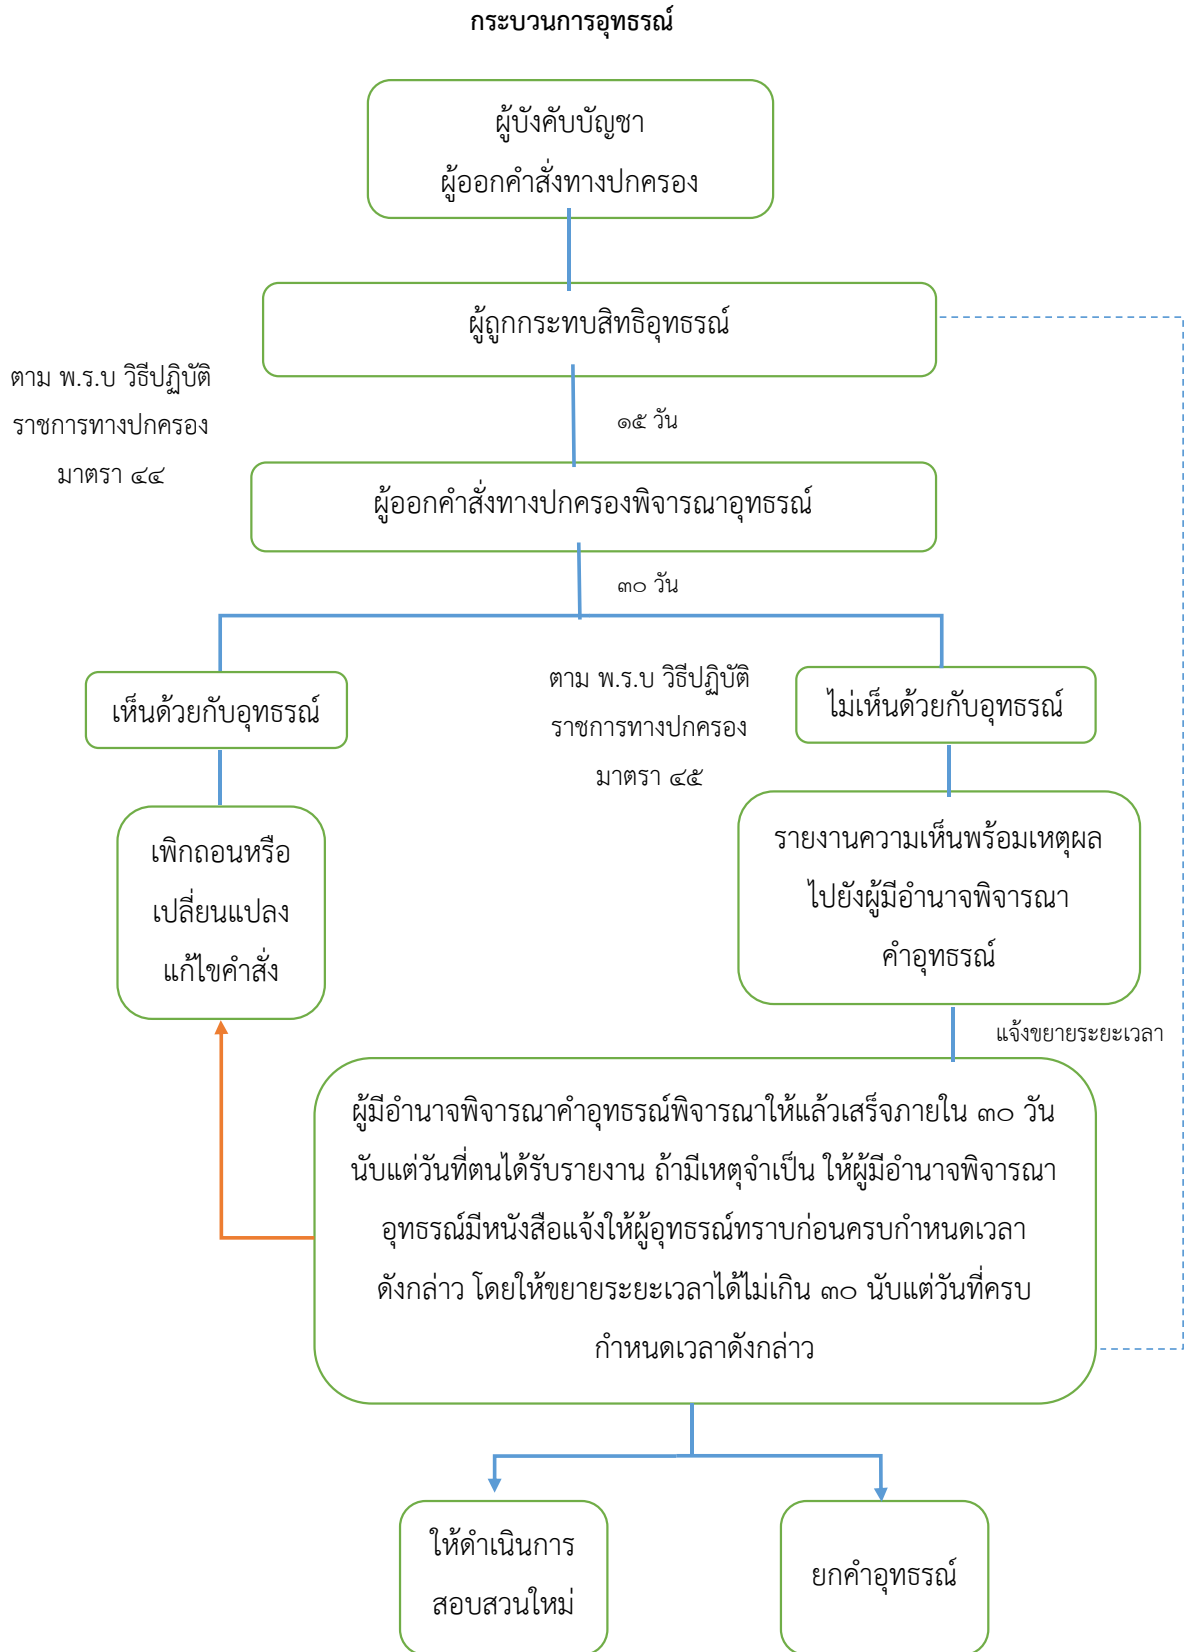 กระบวนการอุทธรณ์
ผู้บังคับบัญชา
ผู้ออกคำสั่งทางปกครอง
ผู้ถูกกระทบสิทธิอุทธรณ์
ตาม พ.ร.บ วิธีปฏิบัติ
ราชการทางปกครอง
มาตรา ๔๔
๑๕ วัน
ผู้ออกคำสั่งทางปกครองพิจารณาอุทธรณ์
๓๐ วัน
เห็นด้วยกับอุทธรณ์
ตาม พ.ร.บ วิธีปฏิบัติ
ราชการทางปกครอง
มาตรา ๔๕
ไม่เห็นด้วยกับอุทธรณ์
เพิกถอนหรือ
เปลี่ยนแปลง
แก้ไขคำสั่ง
รายงานความเห็นพร้อมเหตุผล
ไปยังผู้มีอำนาจพิจารณา
คำอุทธรณ์
แจ้งขยายระยะเวลา
ผู้มีอำนาจพิจารณาคำอุทธรณ์พิจารณาให้แล้วเสร็จภายใน ๓๐ วัน
นับแต่วันที่ตนได้รับรายงาน ถ้ามีเหตุจำเป็น ให้ผู้มีอำนาจพิจารณา
อุทธรณ์มีหนังสือแจ้งให้ผู้อุทธรณ์ทราบก่อนครบกำหนดเวลา
ดังกล่าว โดยให้ขยายระยะเวลาได้ไม่เกิน ๓๐ นับแต่วันที่ครบ
กำหนดเวลาดังกล่าว
ให้ดำเนินการ
สอบสวนใหม่
ยกคำอุทธรณ์